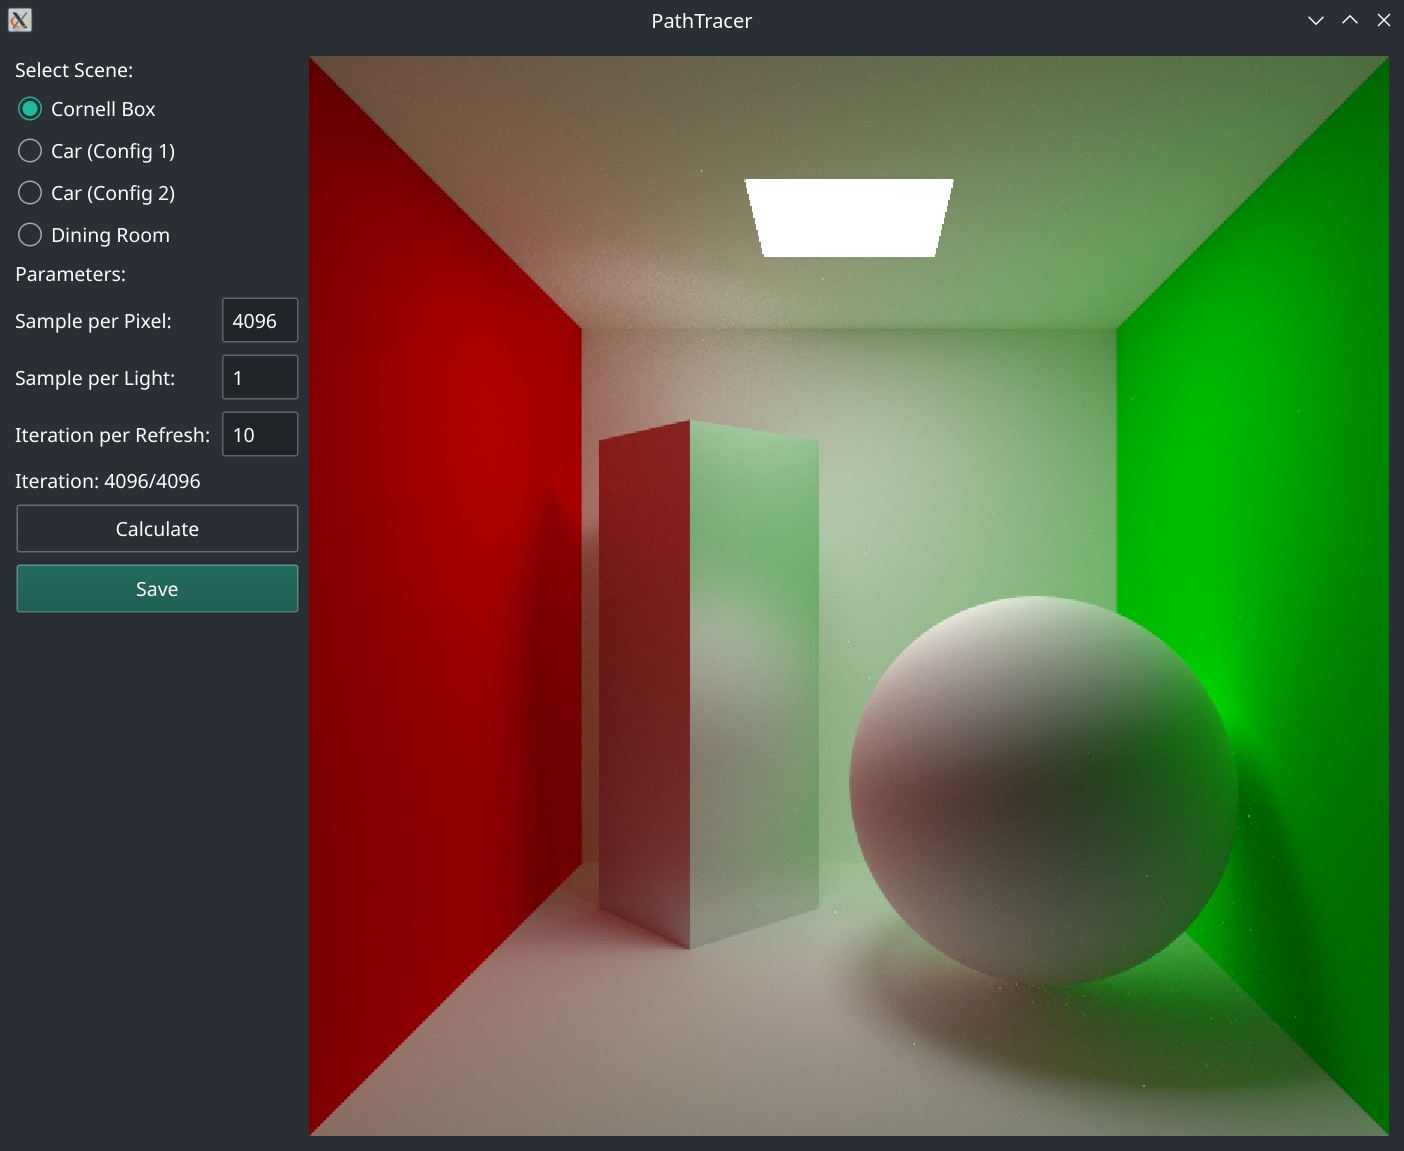 PathTracer
Select Scene:
Cornell Box
Car (Config 1)
Car (Config 2)
Dining Room
Parameters:
Sample per Pixel: 4096
Sample per Light: 1
Iteration per Refresh: 10
Iteration: 4096/4096
Calculate
Save